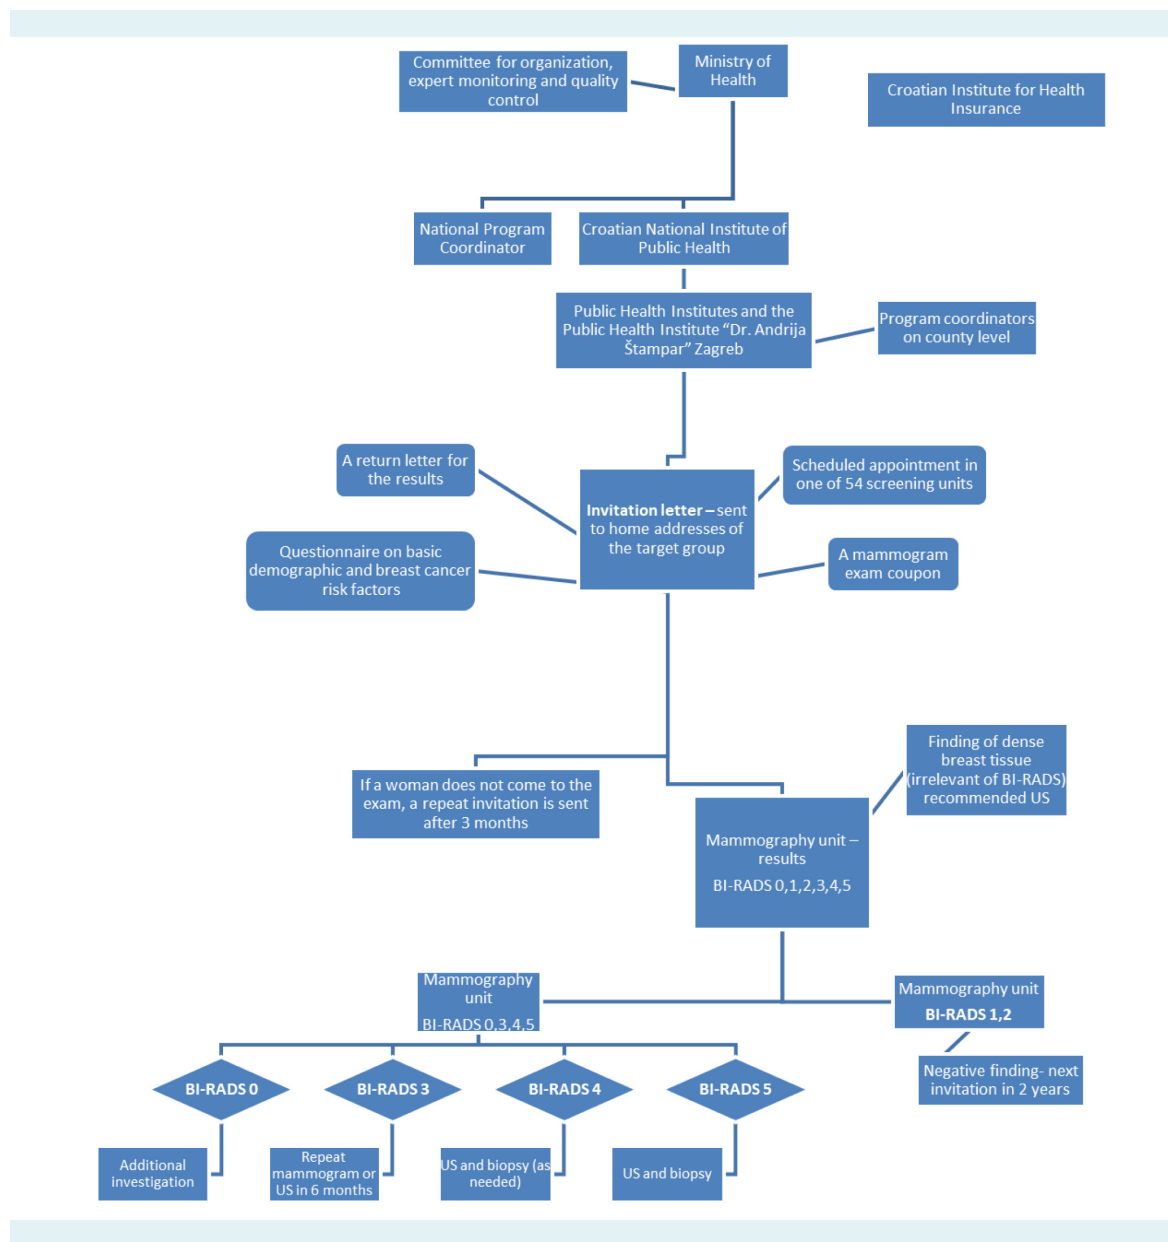 Committee for organization,
expert monitoring and quality
control
Ministry of
Health
Croatian Institute for Health
Insurance
National Program
Coordinator
Croatian National Institute of
Public Health
Public Health Institutes and the
Public Health Institute “Dr. Andrija
Štampar” Zagreb
Program coordinators
on county level
A return letter for
the results
Scheduled appointment in
one of 54 screening units
Invitation letter – sent
to home addresses of
the target group
Questionnaire on basic
demographic and breast cancer
risk factors
A mammogram
exam coupon
If a woman does not come to the
exam, a repeat invitation is sent
after 3 months
Finding of dense
breast tissue
(irrelevant of BI-RADS)
recommended US
Mammography unit –
results
BI-RADS 0,1,2,3,4,5
Mammography
unit
BI-RADS 0,3,4,5
Mammography unit
BI-RADS 1,2
Negative finding- next
invitation in 2 years
BI-RADS 0
BI-RADS 3
BI-RADS 4
BI-RADS 5
Additional
investigation
Repeat
mammogram or
US in 6 months
US and biopsy (as
needed)
US and biopsy